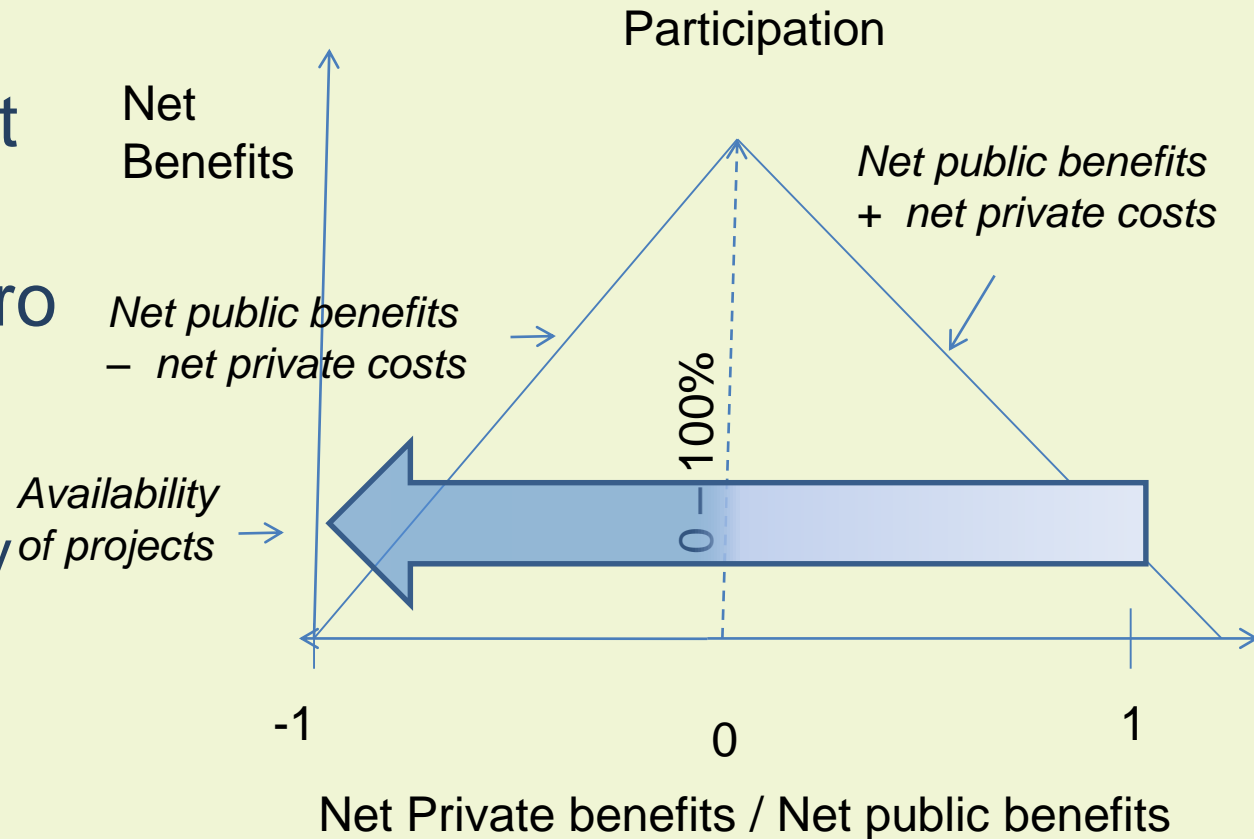 Participation
Net
Benefits
t
Net public benefits
+ net private costs
ro
Net public benefits
– net private costs
0 – 100%
Availability
of projects
y
-1
0
1
Net Private benefits / Net public benefits